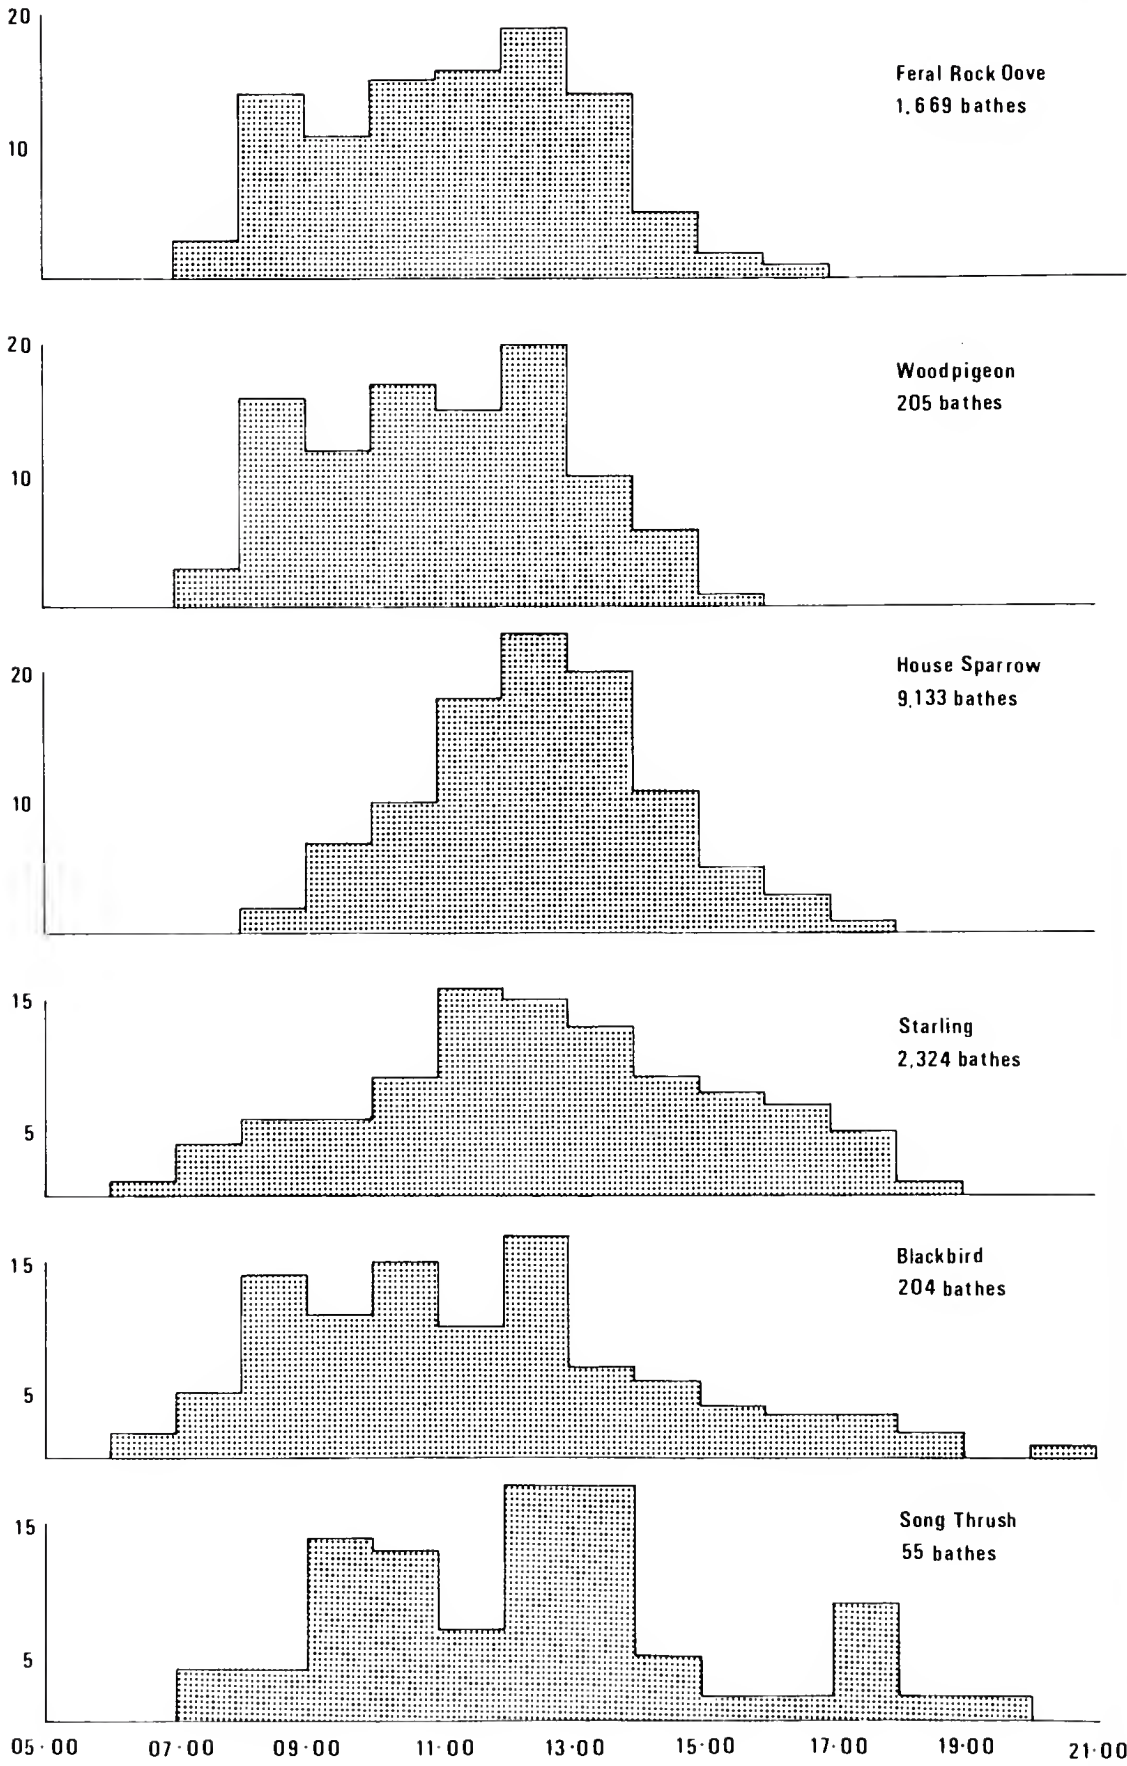 20
Feral Rock Oove
1,669 bathes
10
20
Woodpigeon
205 bathes
10
House Sparrow
20
9,133 bathes
10
15
Starling
2,324 bathes
5
Blackbird
15
204 bathes
5
Song Thrush
15
55 bathes
5
05·00 07·00 09·00 11·00 13·00 15·00 17·00 19·00 21·00